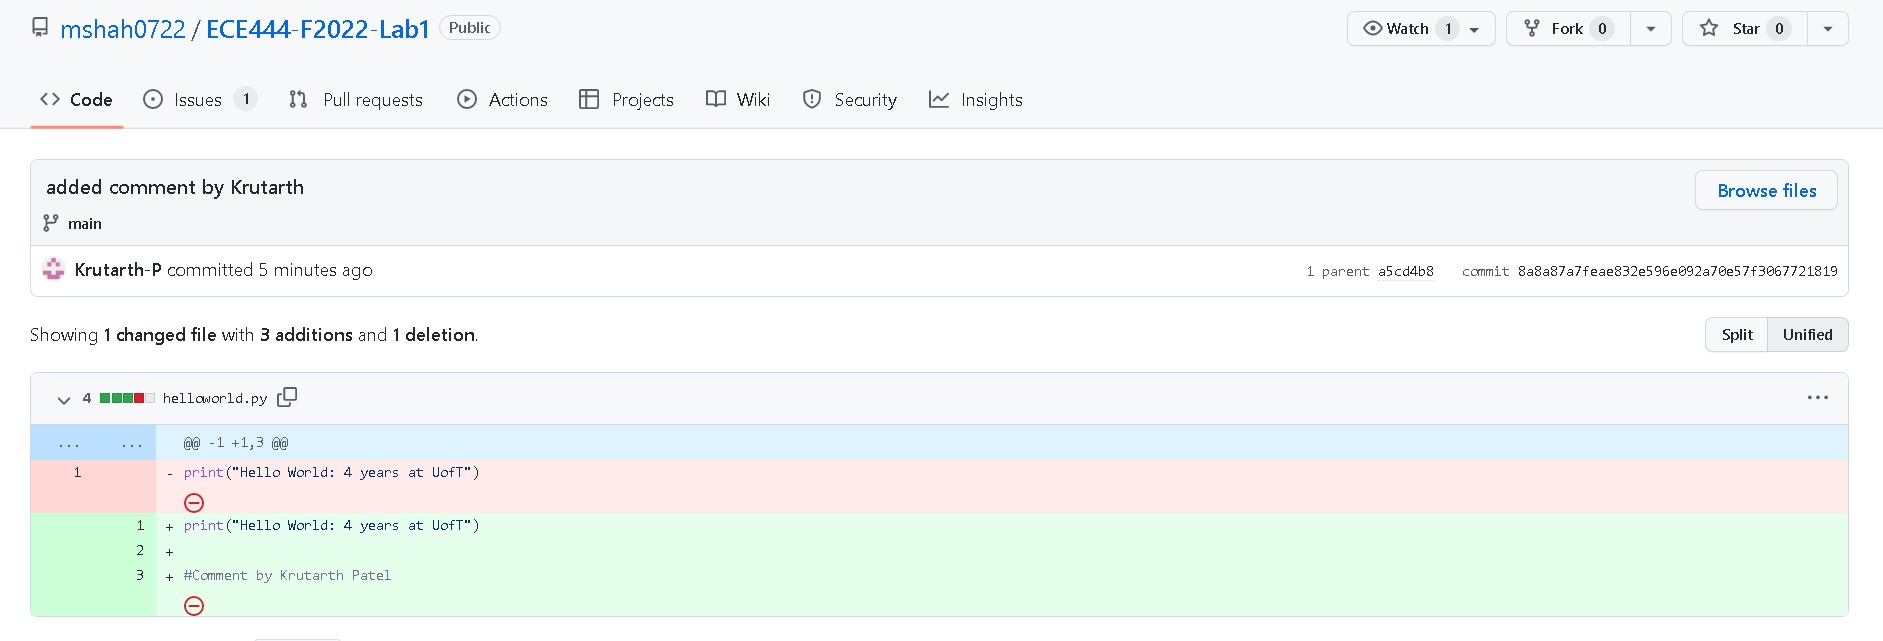 mshah0722 / ECE444-F2022-Lab1 Public
Watch 1 Fork 0 Star 0
Code Issues 1 Pull requests Actions Projects Wiki Security Insights
added comment by Krutarth
Browse files
main
Krutarth-P committed 5 minutes ago
1 parent a5cd4b8 commit 8a8a87a7feae832e596e092a70e57f3067721819
Showing 1 changed file with 3 additions and 1 deletion.
Split Unified
4 helloworld.py ...
... ... @@ -1 +1,3 @@
1 - print("Hello World: 4 years at UofT")
1 + print("Hello World: 4 years at UofT")
2 +
3 + #Comment by Krutarth Patel